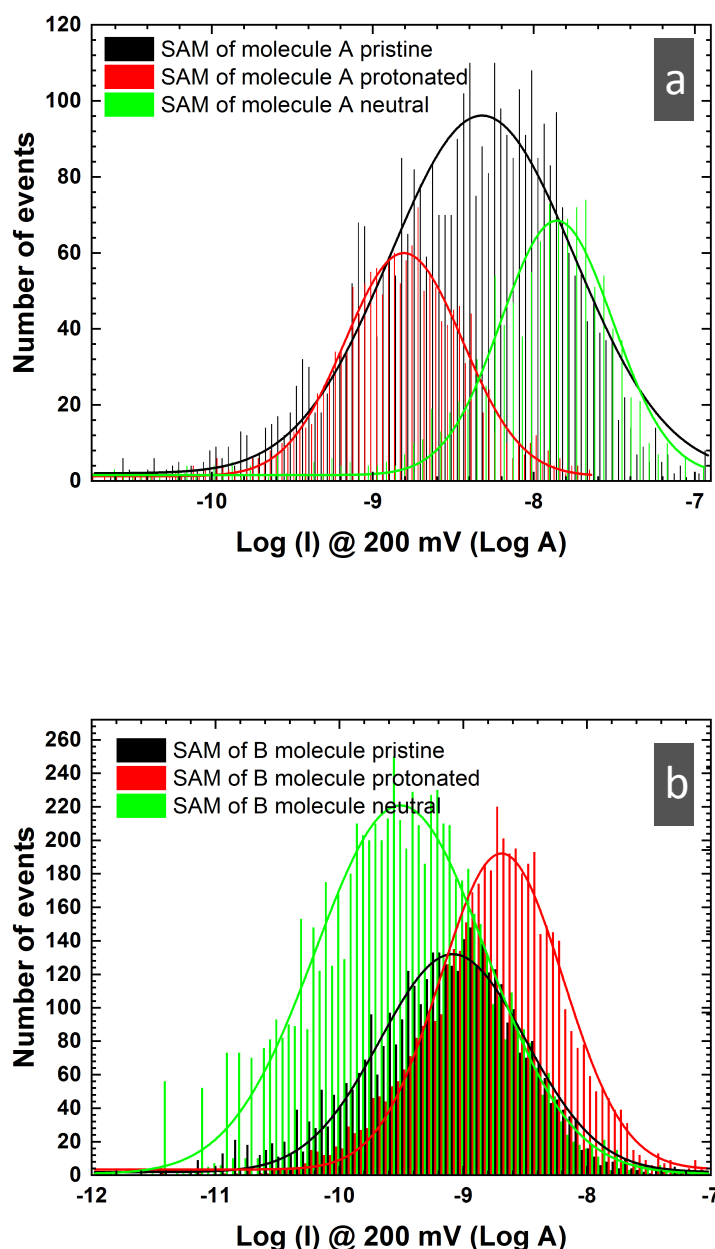 120
SAM of molecule A pristine
a
SAM of molecule A protonated
100
SAM of molecule A neutral
80
60
40
20
0
Number of events
-10
-9
-8
-7
Log (I) @ 200 mV (Log A)
260
SAM of B molecule pristine
b
240
SAM of B molecule protonated
220
SAM of B molecule neutral
200
180
160
140
120
100
80
60
40
20
0
Number of events
-12
-11
-10
-9
-8
-7
Log (I) @ 200 mV (Log A)